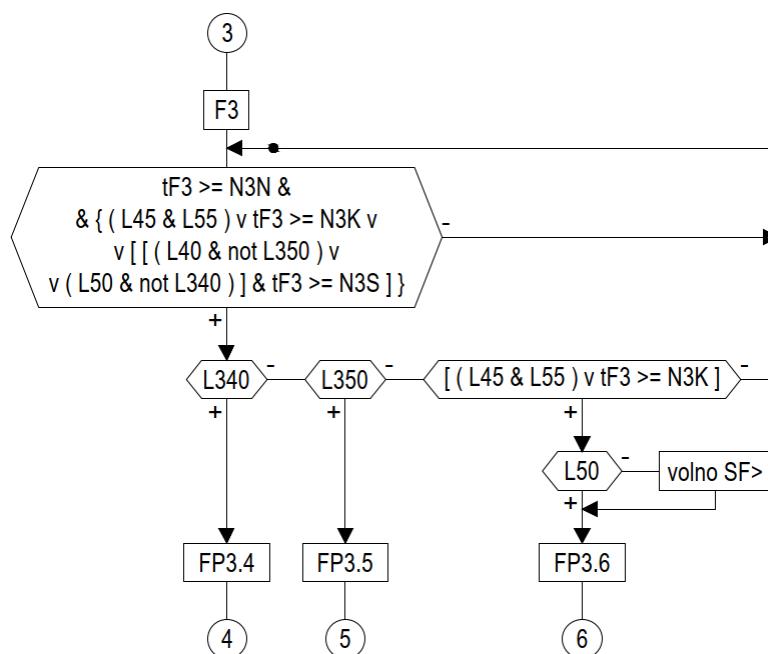 3
F3
tF3 >= N3N &
& { ( L45 & L55 ) v tF3 >= N3K v
v [ [ ( L40 & not L350 ) v
v ( L50 & not L340 ) ] & tF3 >= N3S ] }
-
+
L340 - L350 - [ ( L45 & L55 ) v tF3 >= N3K ] -
+ + +
L50 - volno SF>
+
FP3.4 FP3.5 FP3.6
4 5 6